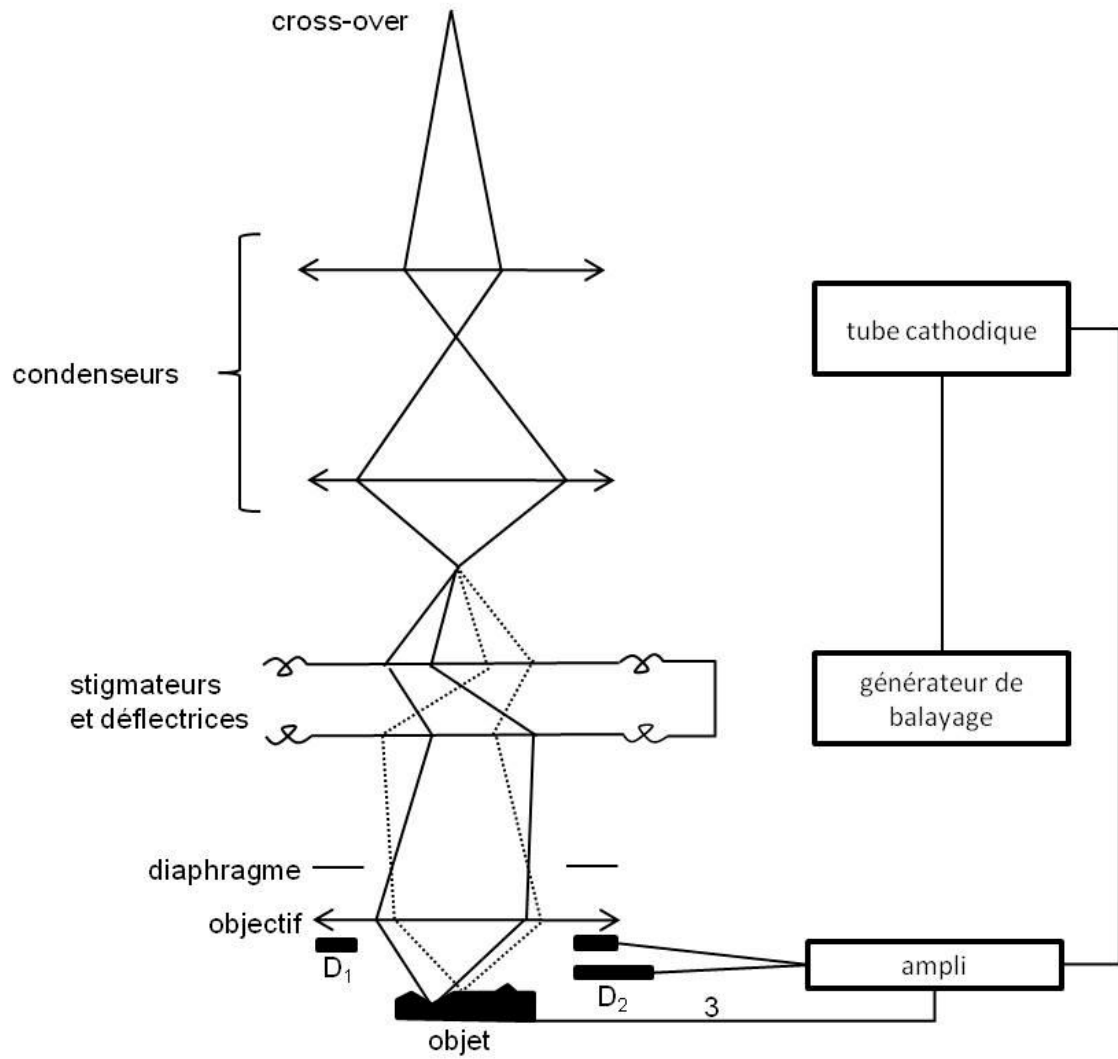 cross-over
condenseurs
tube cathodique
stigmateurs
et déflectrices
générateur de
balayage
diaphragme
objectif
D₁
D₂
ampli
3
objet